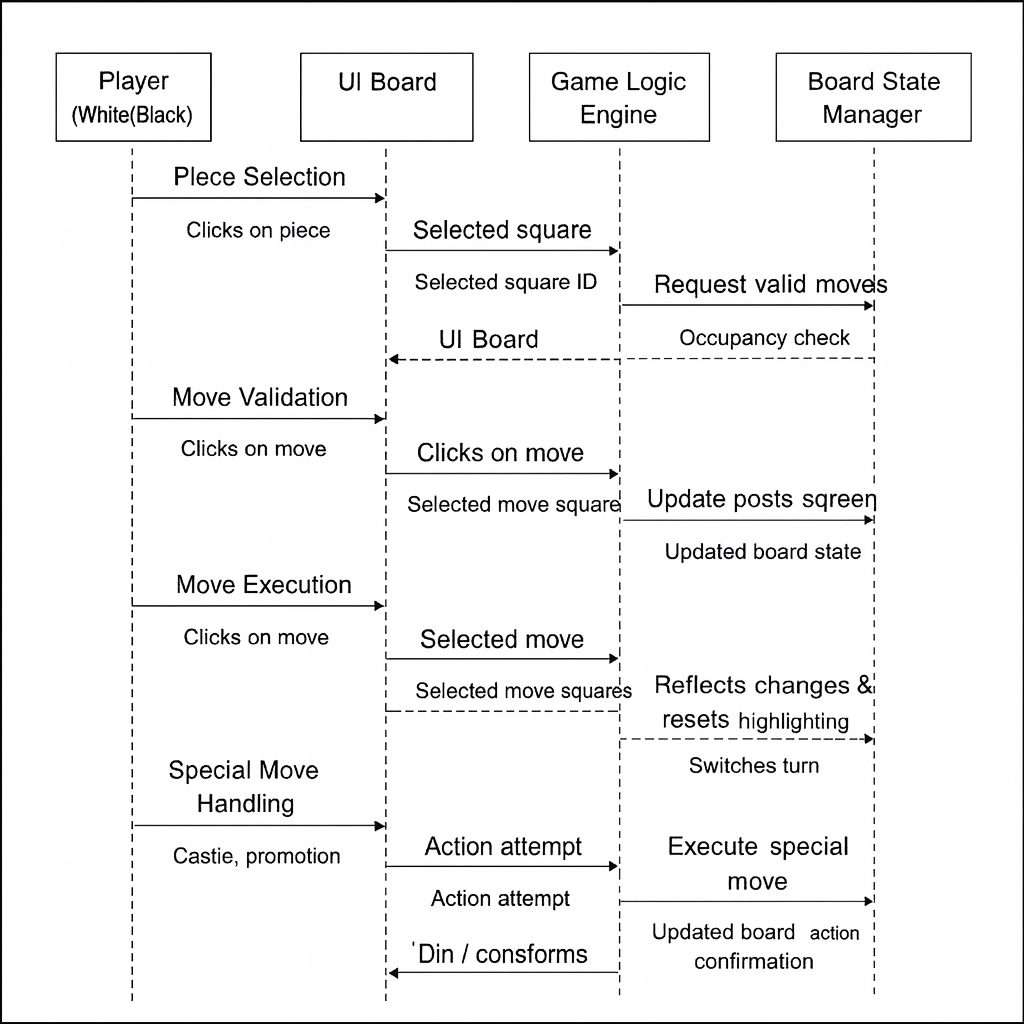 Player
(White(Black)
UI Board
Game Logic
Engine
Board State
Manager
Plece Selection
Clicks on piece
Selected square
Selected square ID
Request valid moves
UI Board
Occupancy check
Move Validation
Clicks on move
Clicks on move
Selected move square
Update posts sqreen
Updated board state
Move Execution
Clicks on move
Selected move
Selected move squares
Reflects changes &
resets highlighting
Switches turn
Special Move
Handling
Castie, promotion
Action attempt
Action attempt
Execute special
move
'Din / consforms
Updated board action
confirmation